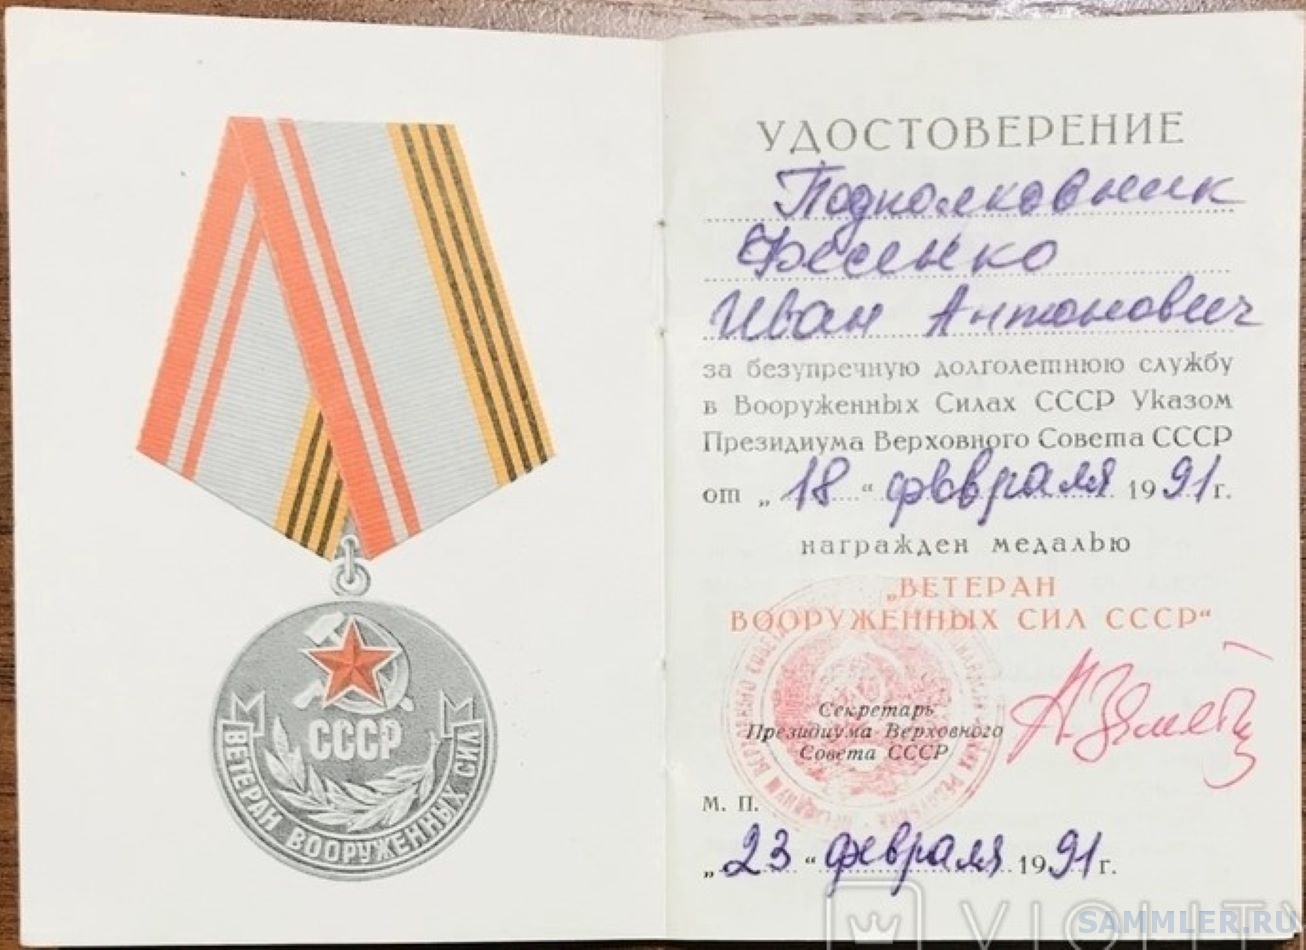 СССР
ВЕТЕРАН ВООРУЖЕННЫХ СИЛ
УДОСТОВЕРЕНИЕ
Подполковник
Фесенко
Иван Антонович
за безупречную долголетнюю службу
в Вооруженных Силах СССР Указом
Президиума Верховного Совета СССР
от „18“ февраля 1991 г.
награжден медалью
„ВЕТЕРАН
ВООРУЖЕННЫХ СИЛ СССР“
Секретарь
Президиума Верховного
Совета СССР
М. П.
„23“ февраля 1991 г.
VIOLITY
SAMMLER.RU